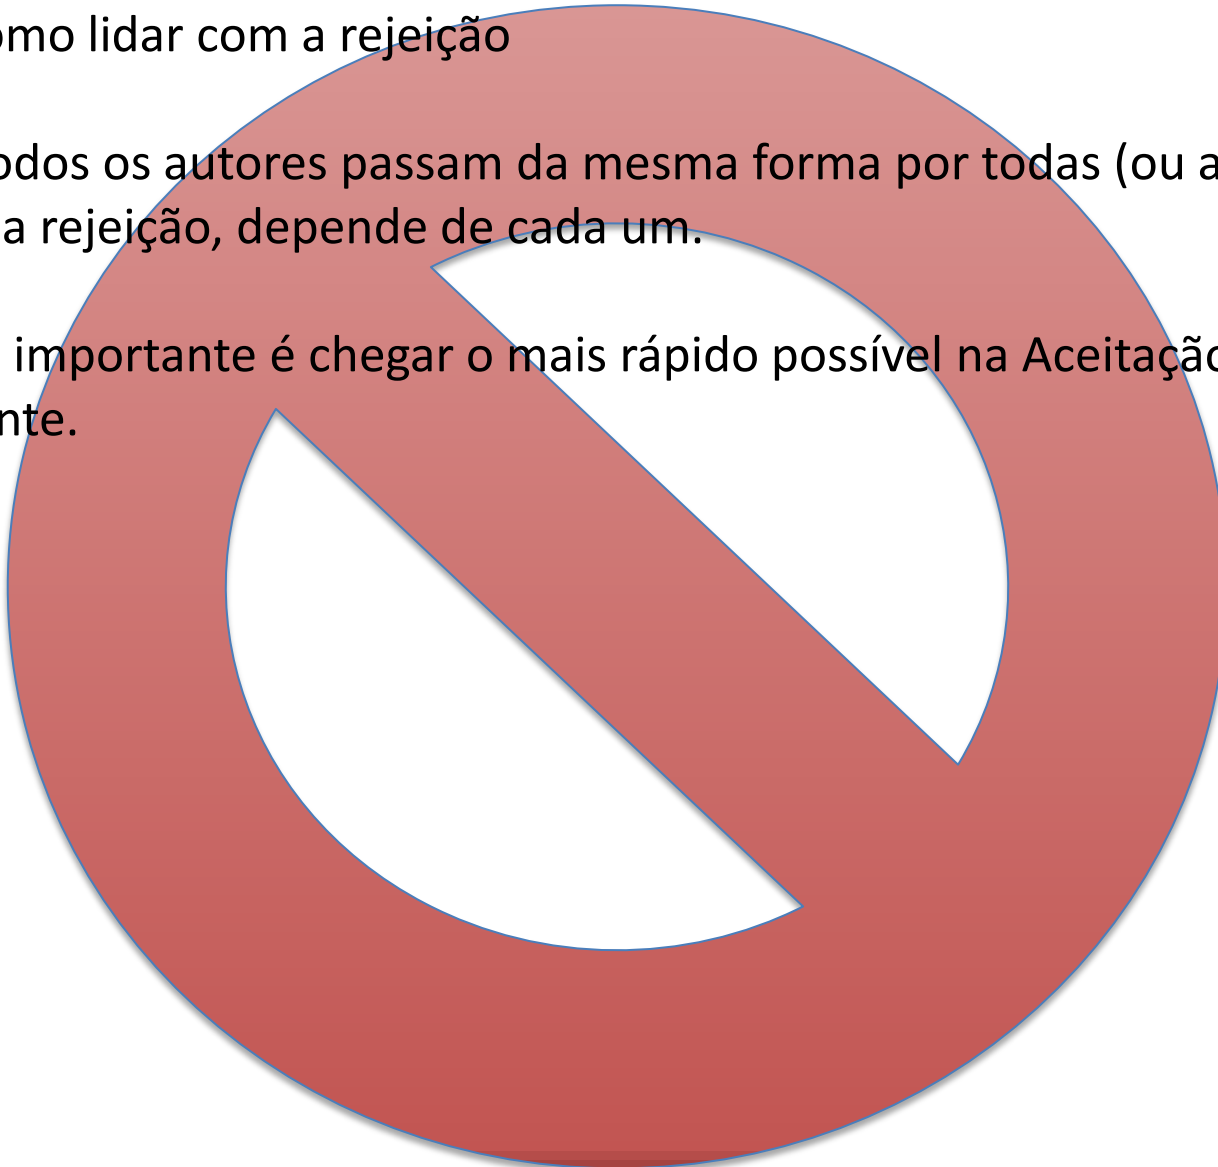 omo lidar com a rejeição
odos os autores passam da mesma forma por todas (ou a
a rejeição, depende de cada um.
importante é chegar o mais rápido possível na Aceitação
nte.